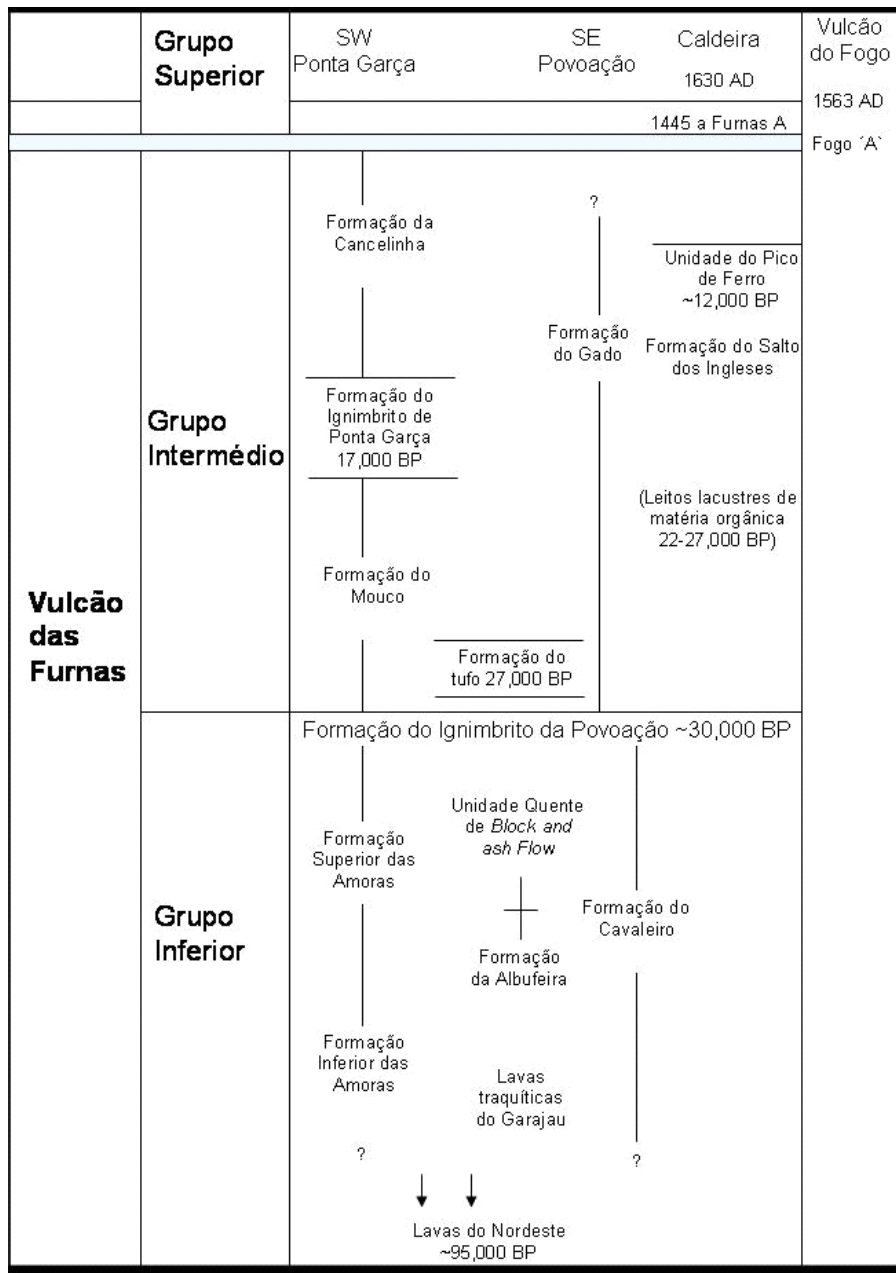 Grupo
Superior
SW
Ponta Garça
SE
Povoação
Caldeira
1630 AD
Vulcão
do Fogo
1563 AD
1445 a Furnas A
Fogo ´A`
Vulcão
das
Furnas
Grupo
Intermédio
Formação da
Cancelinha
Formação do
Ignimbrito de
Ponta Garça
17,000 BP
Formação do
Mouco
?
Formação
do Gado
Formação do
tufo 27,000 BP
Unidade do Pico
de Ferro
~12,000 BP
Formação do Salto
dos Ingleses
(Leitos lacustres de
matéria orgânica
22-27,000 BP)
Formação do Ignimbrito da Povoação ~30,000 BP
Grupo
Inferior
Formação
Superior das
Amoras
Formação
Inferior das
Amoras
?
Unidade Quente
de Block and
ash Flow
Formação
da Albufeira
Lavas
traquíticas
do Garajau
Formação do
Cavaleiro
?
Lavas do Nordeste
~95,000 BP